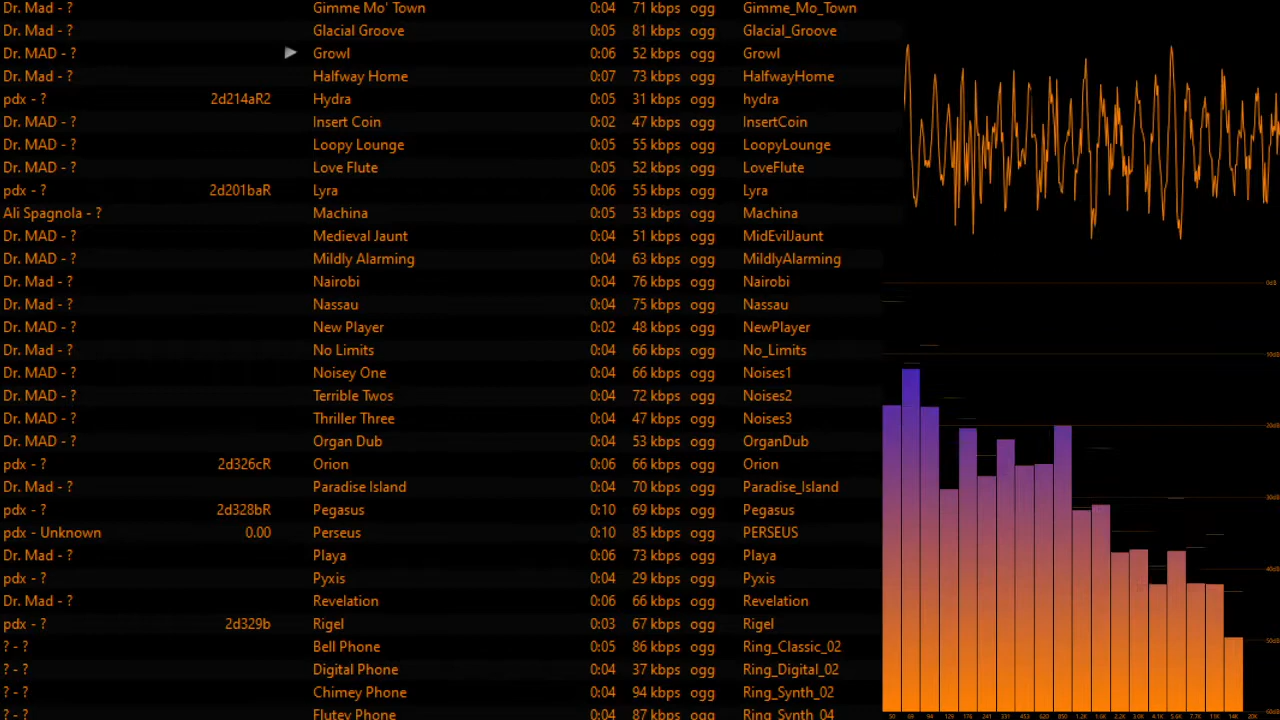 Dr. Mad - ? Gimme Mo' Town 0:04 71 kbps ogg Gimme_Mo_Town
Dr. Mad - ? Glacial Groove 0:05 81 kbps ogg Glacial_Groove
Dr. MAD - ? Growl 0:06 52 kbps ogg Growl
Dr. Mad - ? Halfway Home 0:07 73 kbps ogg HalfwayHome
pdx - ? 2d214aR2 Hydra 0:05 31 kbps ogg hydra
Dr. MAD - ? Insert Coin 0:02 47 kbps ogg InsertCoin
Dr. MAD - ? Loopy Lounge 0:05 55 kbps ogg LoopyLounge
Dr. MAD - ? Love Flute 0:05 52 kbps ogg LoveFlute
pdx - ? 2d201baR Lyra 0:06 55 kbps ogg Lyra
Ali Spagnola - ? Machina 0:05 53 kbps ogg Machina
Dr. MAD - ? Medieval Jaunt 0:04 51 kbps ogg MidEvilJaunt
Dr. MAD - ? Mildly Alarming 0:04 63 kbps ogg MildlyAlarming
Dr. Mad - ? Nairobi 0:04 76 kbps ogg Nairobi
Dr. Mad - ? Nassau 0:04 75 kbps ogg Nassau
Dr. MAD - ? New Player 0:02 48 kbps ogg NewPlayer
Dr. Mad - ? No Limits 0:04 66 kbps ogg No_Limits
Dr. MAD - ? Noisey One 0:04 66 kbps ogg Noises1
Dr. MAD - ? Terrible Twos 0:04 72 kbps ogg Noises2
Dr. MAD - ? Thriller Three 0:04 47 kbps ogg Noises3
Dr. MAD - ? Organ Dub 0:04 53 kbps ogg OrganDub
pdx - ? 2d326cR Orion 0:06 66 kbps ogg Orion
Dr. Mad - ? Paradise Island 0:04 70 kbps ogg Paradise_Island
pdx - ? 2d328bR Pegasus 0:10 69 kbps ogg Pegasus
pdx - Unknown 0.00 Perseus 0:10 85 kbps ogg PERSEUS
Dr. Mad - ? Playa 0:06 73 kbps ogg Playa
pdx - ? Pyxis 0:04 29 kbps ogg Pyxis
Dr. Mad - ? Revelation 0:06 66 kbps ogg Revelation
pdx - ? 2d329b Rigel 0:03 67 kbps ogg Rigel
? - ? Bell Phone 0:05 86 kbps ogg Ring_Classic_02
? - ? Digital Phone 0:04 37 kbps ogg Ring_Digital_02
? - ? Chimey Phone 0:04 94 kbps ogg Ring_Synth_02
? - ? Flutey Phone 0:04 87 kbps ogg Ring_Synth_04